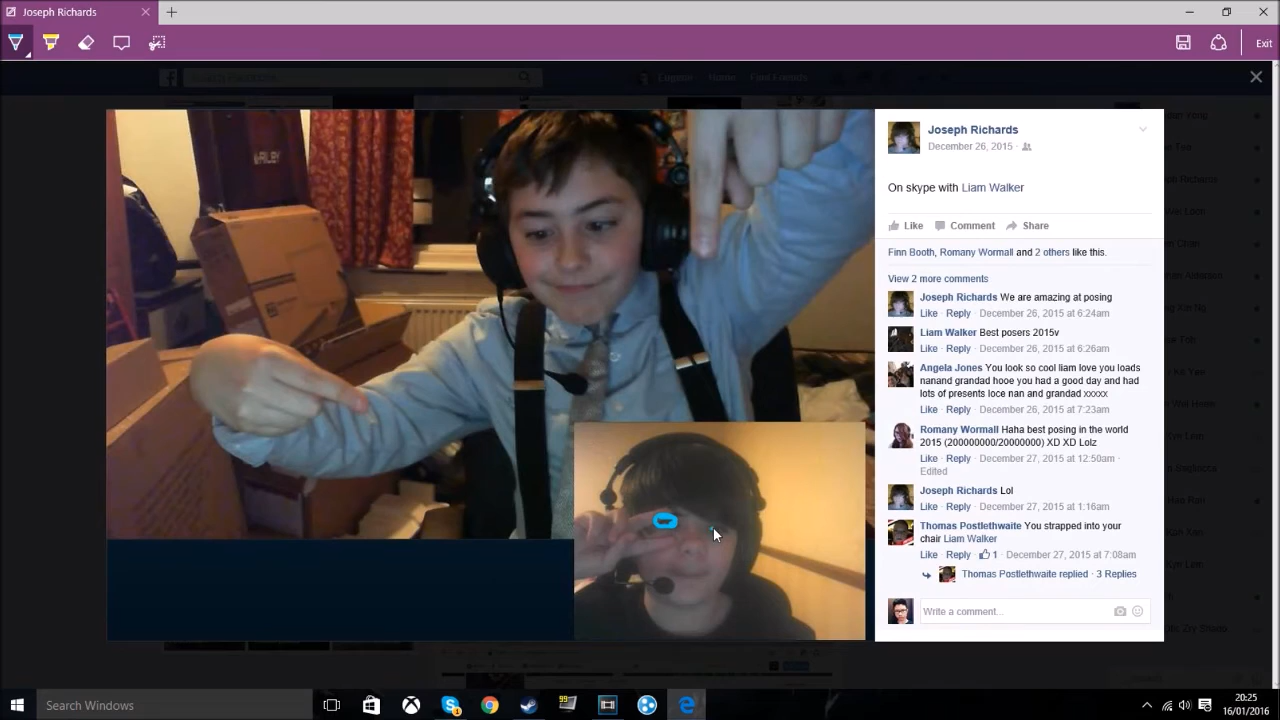 Joseph Richards
Exit
Home
Find Friends
Joseph Richards
December 26, 2015 ·
On skype with Liam Walker
Like Comment Share
Finn Booth, Romany Wormall and 2 others like this.
View 2 more comments
Joseph Richards We are amazing at posing
Like · Reply · December 26, 2015 at 6:24am
Liam Walker Best posers 2015v
Like · Reply · December 26, 2015 at 6:26am
Angela Jones You look so cool liam love you loads
nanand grandad hooe you had a good day and had
lots of presents loce nan and grandad xxxxx
Like · Reply · December 26, 2015 at 7:23am
Romany Wormall Haha best posing in the world
2015 (200000000/20000000) XD XD Lolz
Like · Reply · December 27, 2015 at 12:50am ·
Edited
Joseph Richards Lol
Like · Reply · December 27, 2015 at 1:16am
Thomas Postlethwaite You strapped into your
chair Liam Walker
Like · Reply · 1 · December 27, 2015 at 7:08am
Thomas Postlethwaite replied · 3 Replies
Write a comment...
Search Windows
99
20:25
16/01/2016